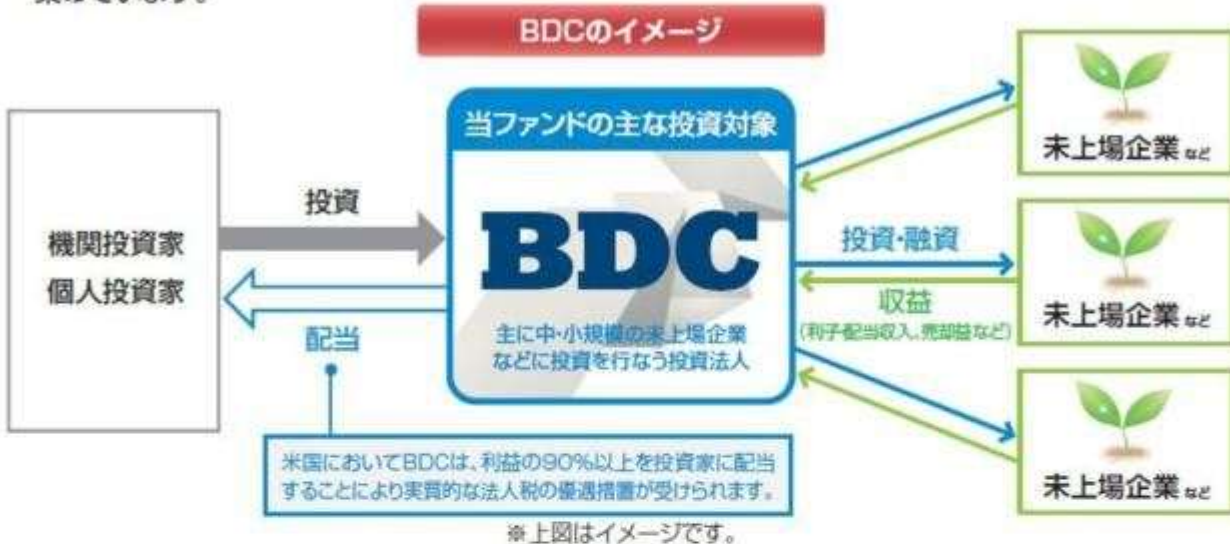 BDCのイメージ
機関投資家
個人投資家
投資
配当
当ファンドの主な投資対象
BDC
主に中・小規模の未上場企業
などに投資を行なう投資法人
投資・融資
収益
(利子・配当収入、売却益など)
未上場企業 など
未上場企業 など
未上場企業 など
米国においてBDCは、利益の90%以上を投資家に配当
することにより実質的な法人税の優遇措置が受けられます。
※上図はイメージです。